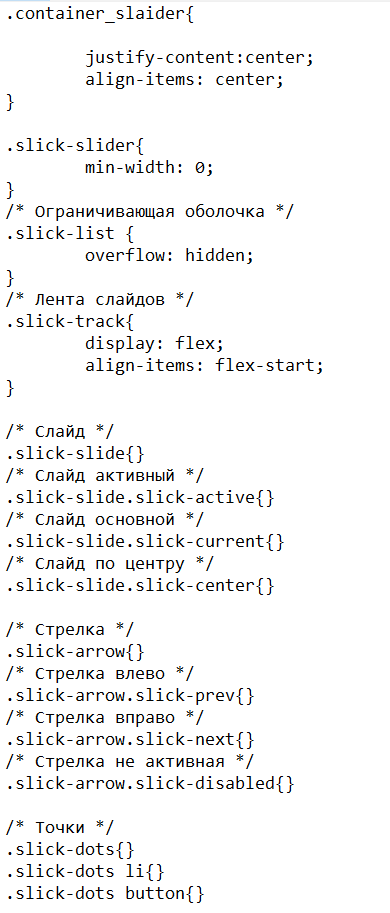 .container_slaider{
justify-content:center;
align-items: center;
}
.slick-slider{
min-width: 0;
}
/* Ограничивающая оболочка */
.slick-list {
overflow: hidden;
}
/* Лента слайдов */
.slick-track{
display: flex;
align-items: flex-start;
}
/* Слайд */
.slick-slide{}
/* Слайд активный */
.slick-slide.slick-active{}
/* Слайд основной */
.slick-slide.slick-current{}
/* Слайд по центру */
.slick-slide.slick-center{}
/* Стрелка */
.slick-arrow{}
/* Стрелка влево */
.slick-arrow.slick-prev{}
/* Стрелка вправо */
.slick-arrow.slick-next{}
/* Стрелка не активная */
.slick-arrow.slick-disabled{}
/* Точки */
.slick-dots{}
.slick-dots li{}
.slick-dots button{}